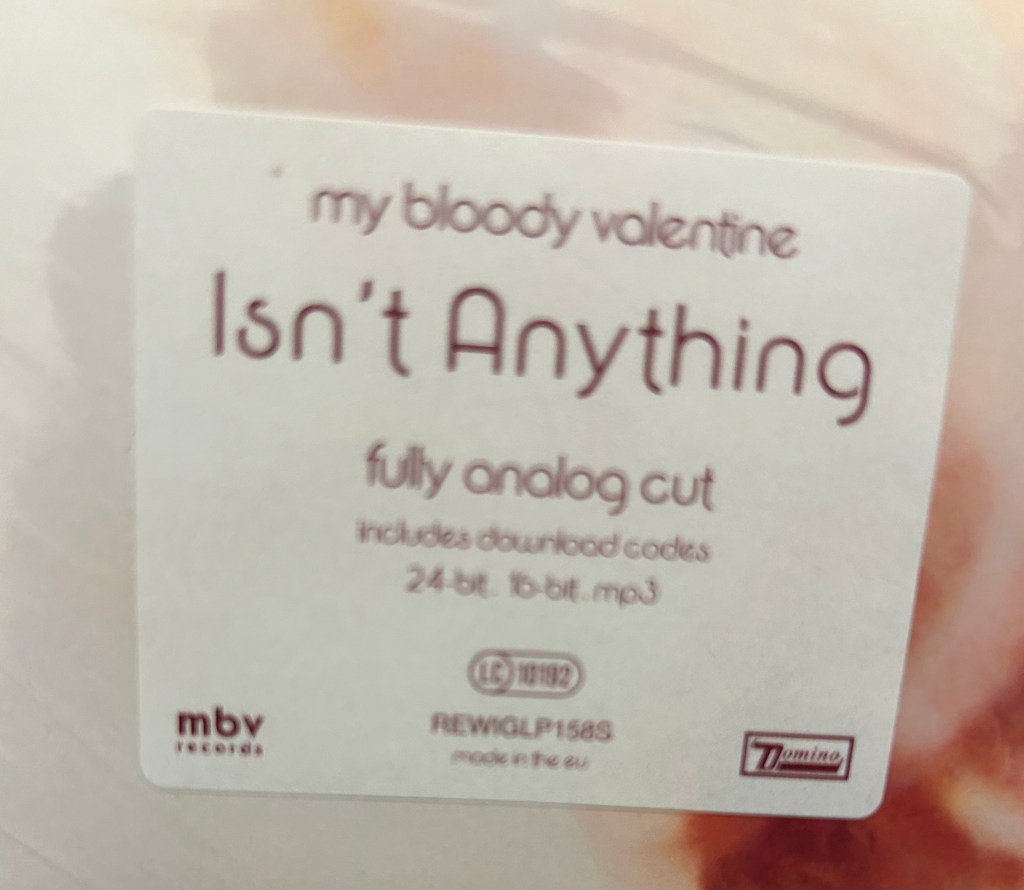 my bloody valentine
Isn't Anything
fully analog cut
includes download codes
24-bit. 16-bit. mp3
LC 10192
mbv
records
REWIGLP158S
made in the eu
Domino